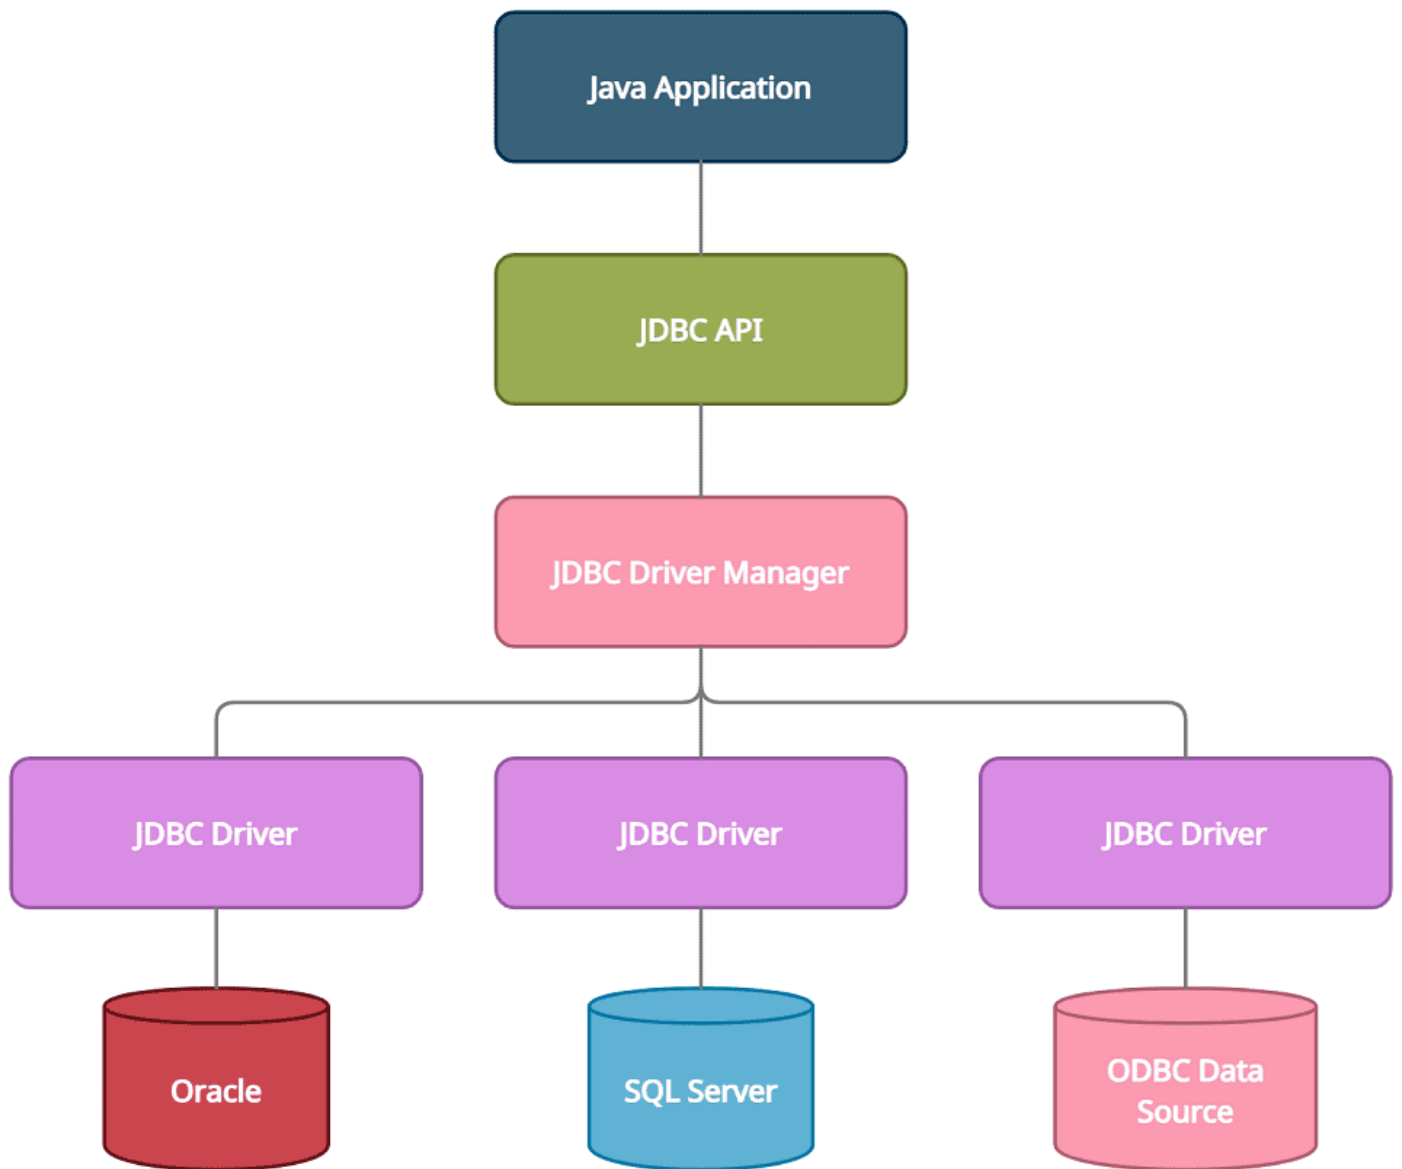 Java Application
JDBC API
JDBC Driver Manager
JDBC Driver
JDBC Driver
JDBC Driver
Oracle
SQL Server
ODBC Data
Source